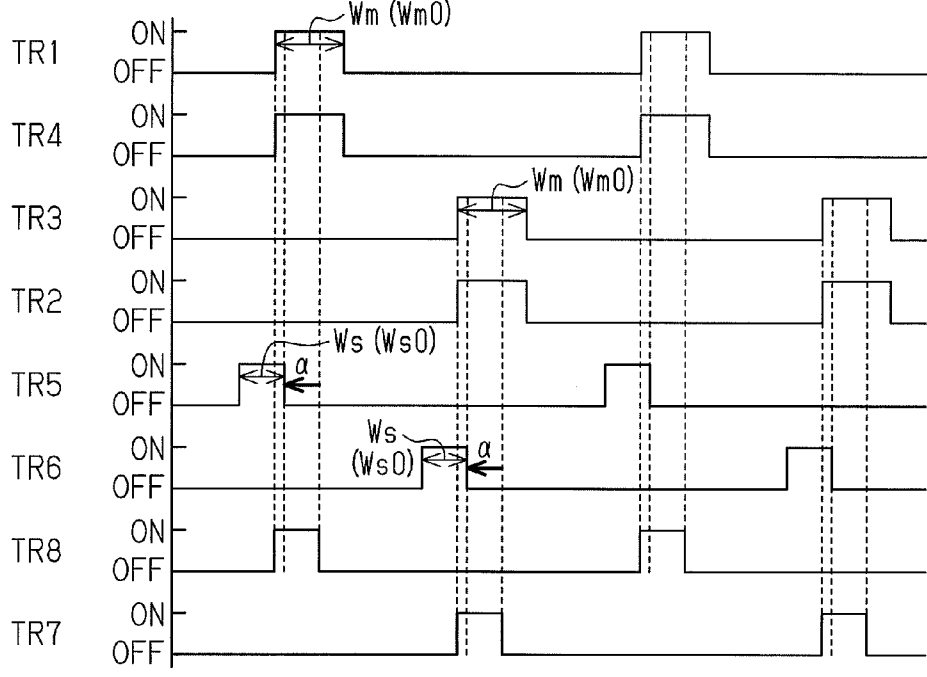 Wm (Wm0)
TR1 ON
OFF
TR4 ON
OFF
Wm (Wm0)
TR3 ON
OFF
TR2 ON
OFF
Ws (Ws0)
TR5 ON α
OFF
Ws
(Ws0)
TR6 ON α
OFF
TR8 ON
OFF
TR7 ON
OFF